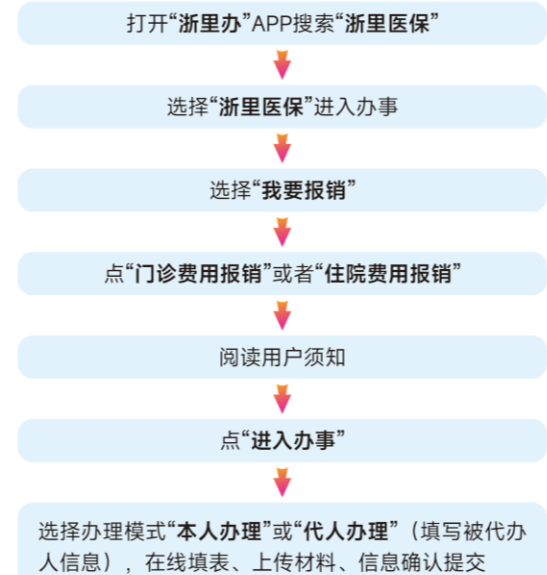 打开“浙里办”APP搜索“浙里医保”
选择“浙里医保”进入办事
选择“我要报销”
点“门诊费用报销”或者“住院费用报销”
阅读用户须知
点“进入办事”
选择办理模式“本人办理”或“代人办理”（填写被代办
人信息），在线填表、上传材料、信息确认提交